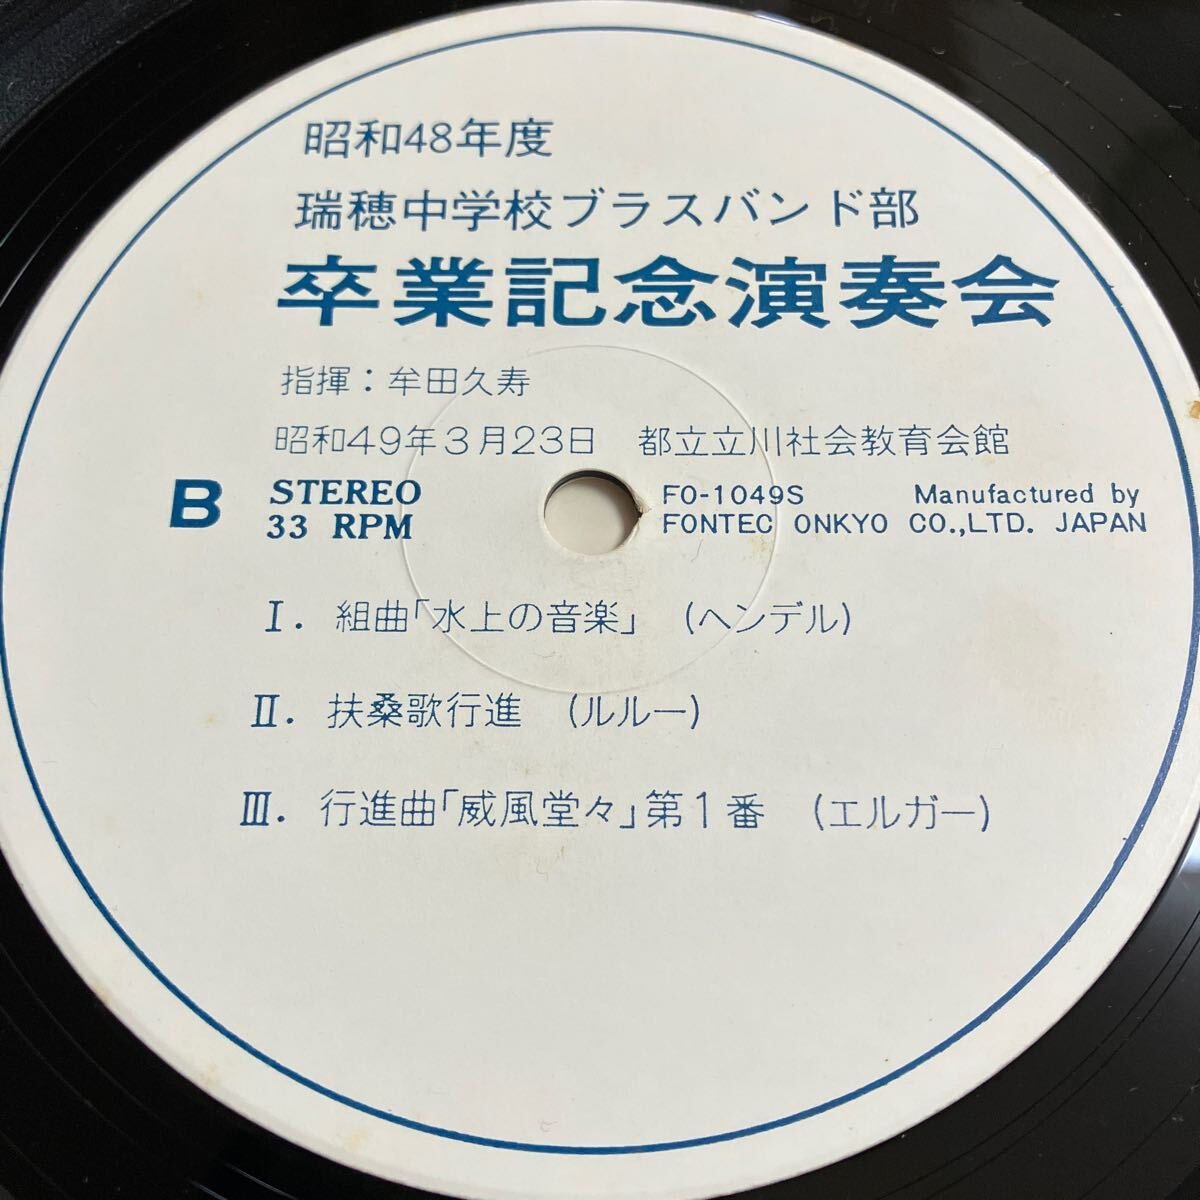 昭和48年度
瑞穂中学校ブラスバンド部
卒業記念演奏会
指揮：牟田久寿
昭和49年3月23日　都立立川社会教育会館
B STEREO FO-1049S Manufactured by
33 RPM FONTEC ONKYO CO.,LTD. JAPAN
Ⅰ. 組曲「水上の音楽」 (ヘンデル)
Ⅱ. 扶桑歌行進 (ルルー)
Ⅲ. 行進曲「威風堂々」第1番 (エルガー)